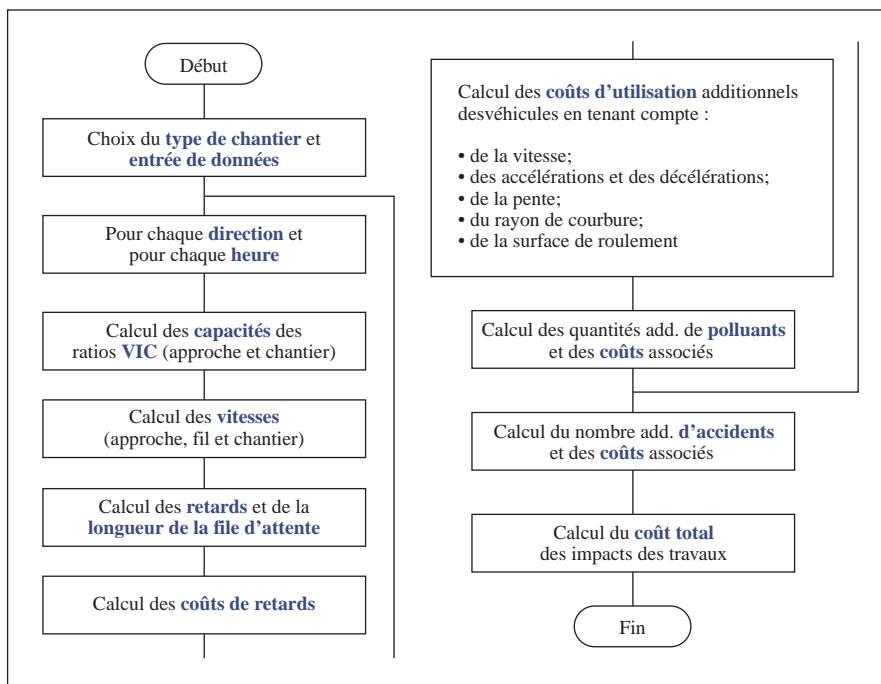 Début
Choix du type de chantier et
entrée de données
Pour chaque direction et
pour chaque heure
Calcul des capacités des
ratios VIC (approche et chantier)
Calcul des vitesses
(approche, fil et chantier)
Calcul des retards et de la
longueur de la file d’attente
Calcul des coûts de retards
Calcul des coûts d’utilisation additionnels
desvéhicules en tenant compte :
• de la vitesse;
• des accélérations et des décélérations;
• de la pente;
• du rayon de courbure;
• de la surface de roulement
Calcul des quantités add. de polluants
et des coûts associés
Calcul du nombre add. d’accidents
et des coûts associés
Calcul du coût total
des impacts des travaux
Fin